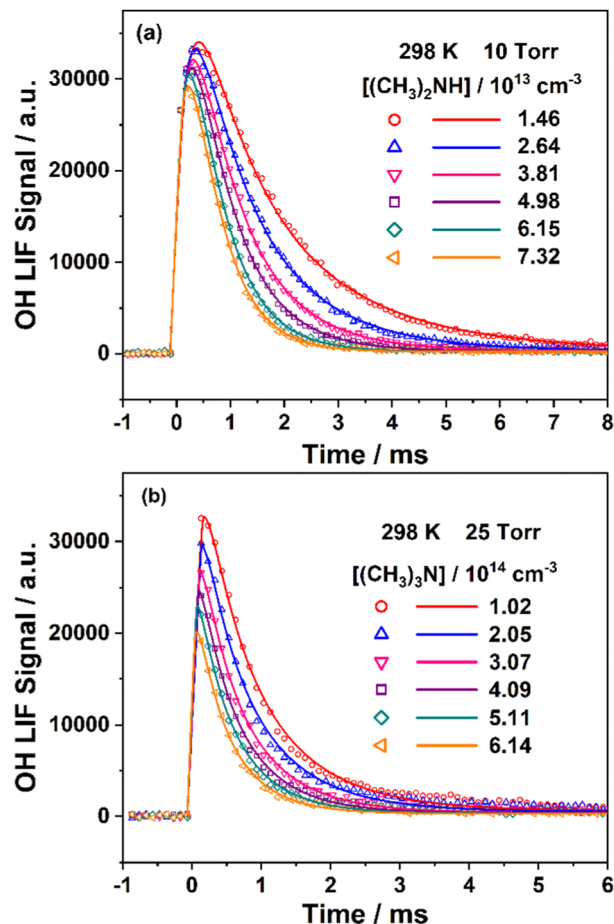 (a)
298 K 10 Torr
[(CH3)2NH] / 10^13 cm^-3
1.46
2.64
3.81
4.98
6.15
7.32
OH LIF Signal / a.u.
30000
20000
10000
0
-1 0 1 2 3 4 5 6 7 8
Time / ms
(b)
298 K 25 Torr
[(CH3)3N] / 10^14 cm^-3
1.02
2.05
3.07
4.09
5.11
6.14
OH LIF Signal / a.u.
30000
20000
10000
0
-1 0 1 2 3 4 5 6
Time / ms